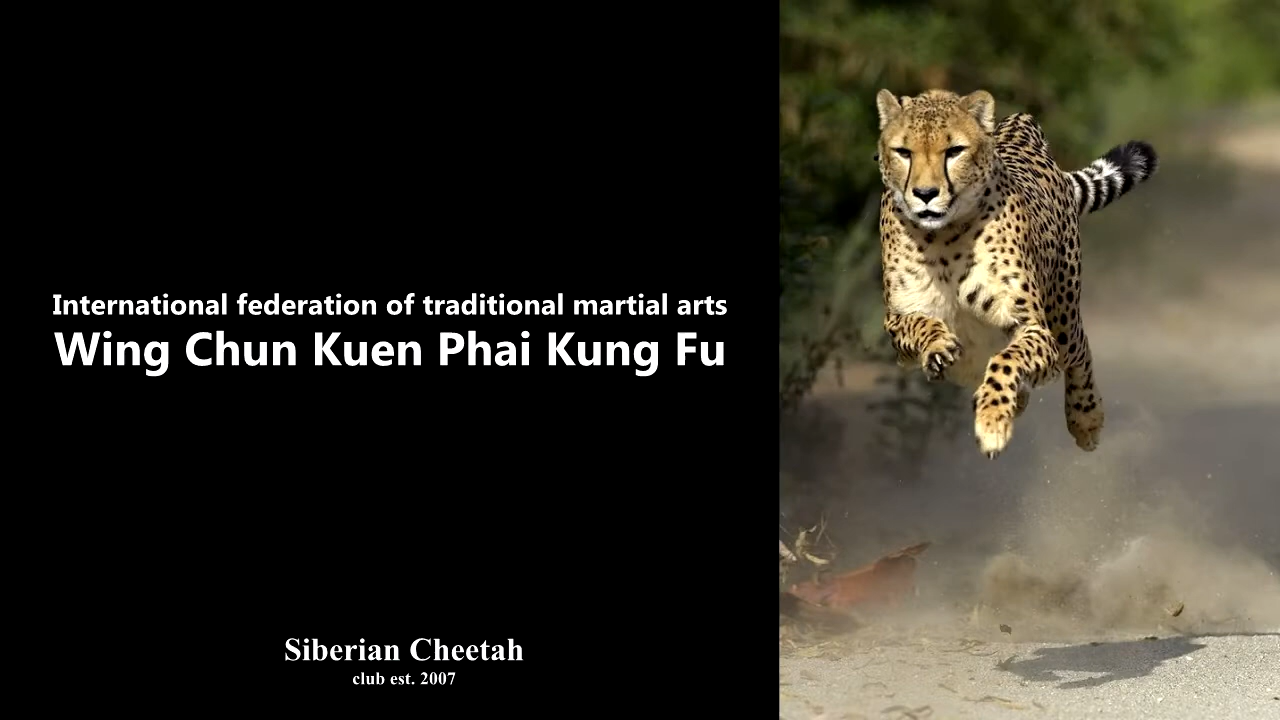 International federation of traditional martial arts
Wing Chun Kuen Phai Kung Fu
Siberian Cheetah
club est. 2007